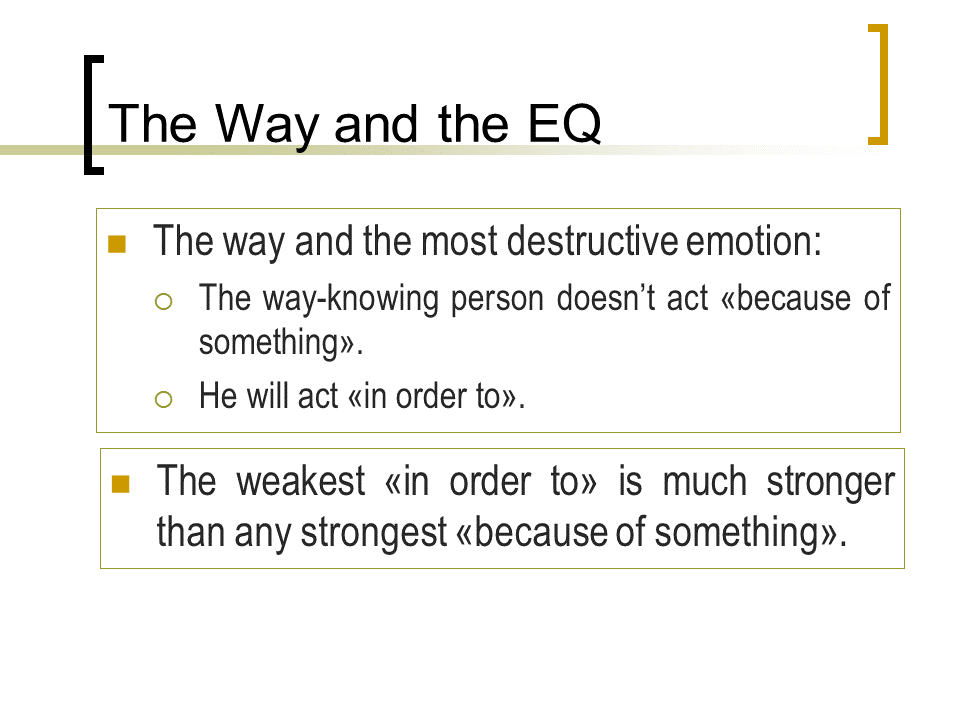 The Way and the EQ
The way and the most destructive emotion:
The way-knowing person doesn’t act «because of
something».
He will act «in order to».
The weakest «in order to» is much stronger
than any strongest «because of something».